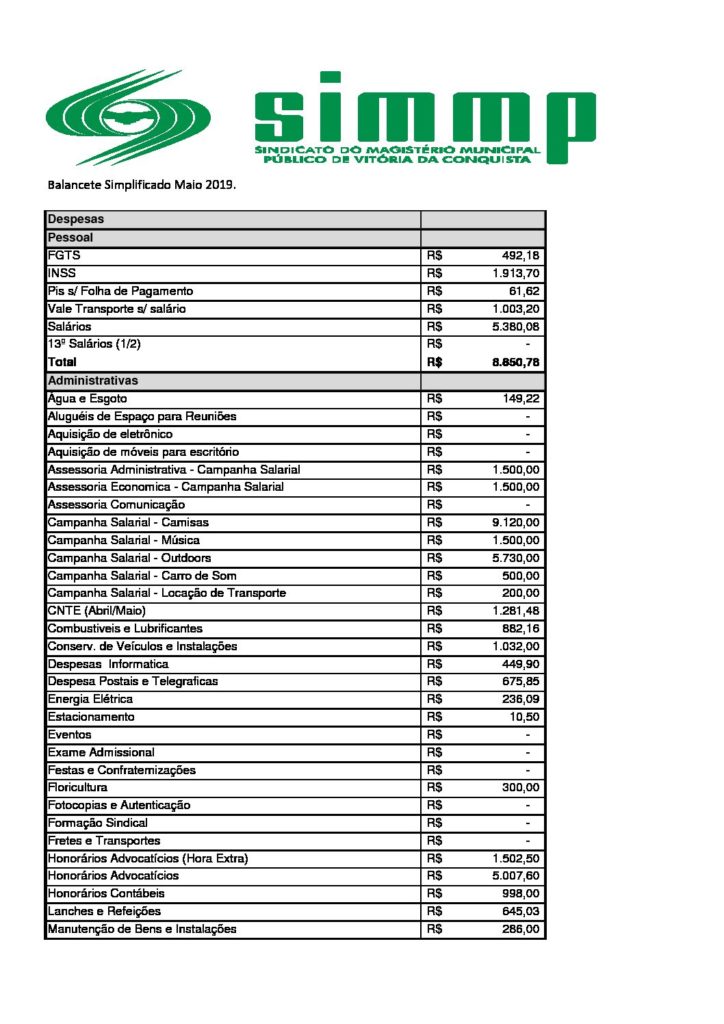 simmp
SINDICATO DO MAGISTÉRIO MUNICIPAL
PÚBLICO DE VITÓRIA DA CONQUISTA
Balancete Simplificado Maio 2019.
Despesas
Pessoal
FGTS R$ 492,18
INSS R$ 1.913,70
Pis s/ Folha de Pagamento R$ 61,62
Vale Transporte s/ salário R$ 1.003,20
Salários R$ 5.380,08
13º Salários (1/2) R$ -
Total R$ 8.850,78
Administrativas
Água e Esgoto R$ 149,22
Aluguéis de Espaço para Reuniões R$ -
Aquisição de eletrônico R$ -
Aquisição de móveis para escritório R$ -
Assessoria Administrativa - Campanha Salarial R$ 1.500,00
Assessoria Economica - Campanha Salarial R$ 1.500,00
Assessoria Comunicação R$ -
Campanha Salarial - Camisas R$ 9.120,00
Campanha Salarial - Música R$ 1.500,00
Campanha Salarial - Outdoors R$ 5.730,00
Campanha Salarial - Carro de Som R$ 500,00
Campanha Salarial - Locação de Transporte R$ 200,00
CNTE (Abril/Maio) R$ 1.281,48
Combustiveis e Lubrificantes R$ 882,16
Conserv. de Veículos e Instalações R$ 1.032,00
Despesas Informatica R$ 449,90
Despesa Postais e Telegraficas R$ 675,85
Energia Elétrica R$ 236,09
Estacionamento R$ 10,50
Eventos R$ -
Exame Admissional R$ -
Festas e Confraternizações R$ -
Floricultura R$ 300,00
Fotocopias e Autenticação R$ -
Formação Sindical R$ -
Fretes e Transportes R$ -
Honorários Advocatícios (Hora Extra) R$ 1.502,50
Honorários Advocatícios R$ 5.007,60
Honorários Contábeis R$ 998,00
Lanches e Refeições R$ 645,03
Manutenção de Bens e Instalações R$ 286,00